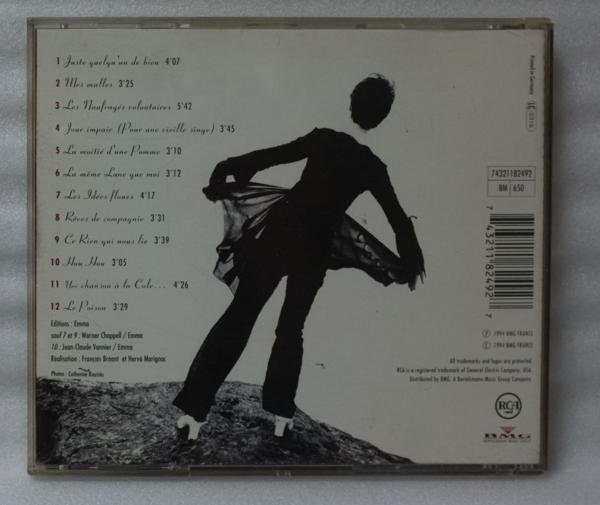 1 Juste quelqu'un de bien 4'07
2 Mes malles 3'25
3 Les Naufragés volontaires 5'42
4 Jour impair (Pour une vieille singe) 3'45
5 La moitié d'une Pomme 3'10
6 La même Lune que moi 3'12
7 Les Idées floues 4'17
8 Rêves de compagnie 3'31
9 Ce Rien qui nous lie 3'39
10 Hou Hou 3'05
11 Une chanson à la Cole... 4'26
12 Le Poison 3'29
Editions : Emma
sauf 7 et 9 : Warner Chappell / Emma
10 : Jean-Claude Vannier / Emma
Réalisation : François Bréant et Hervé Marignac
Photos : Catherine
Printed in Germany
74321182492
BM 650
7 43211 82492 7
℗ 1994 BMG FRANCE
© 1994 BMG FRANCE
All trademarks and logos are protected.
RCA is a registered trademark of General Electric Company, USA.
Distributed by BMG. A Bertelsmann Music Group Company.
RCA
BMG